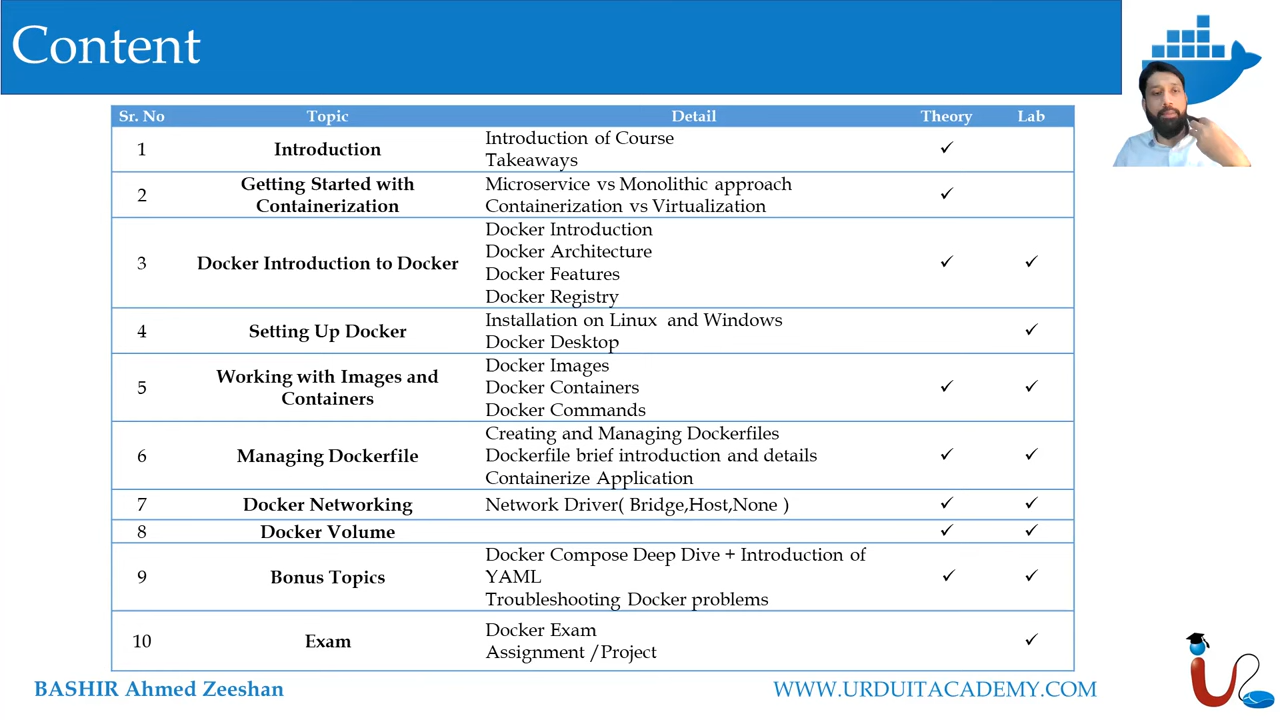 Content
Sr. No Topic Detail Theory Lab
1 Introduction Introduction of Course ✓
Takeaways
2 Getting Started with Containerization Microservice vs Monolithic approach ✓
Containerization vs Virtualization
3 Docker Introduction to Docker Docker Introduction ✓ ✓
Docker Architecture
Docker Features
Docker Registry
4 Setting Up Docker Installation on Linux and Windows ✓
Docker Desktop
5 Working with Images and Containers Docker Images ✓ ✓
Docker Containers
Docker Commands
6 Managing Dockerfile Creating and Managing Dockerfiles ✓ ✓
Dockerfile brief introduction and details
Containerize Application
7 Docker Networking Network Driver( Bridge,Host,None ) ✓ ✓
8 Docker Volume ✓ ✓
9 Bonus Topics Docker Compose Deep Dive + Introduction of ✓ ✓
YAML
Troubleshooting Docker problems
10 Exam Docker Exam ✓
Assignment /Project
BASHIR Ahmed Zeeshan WWW.URDUITACADEMY.COM